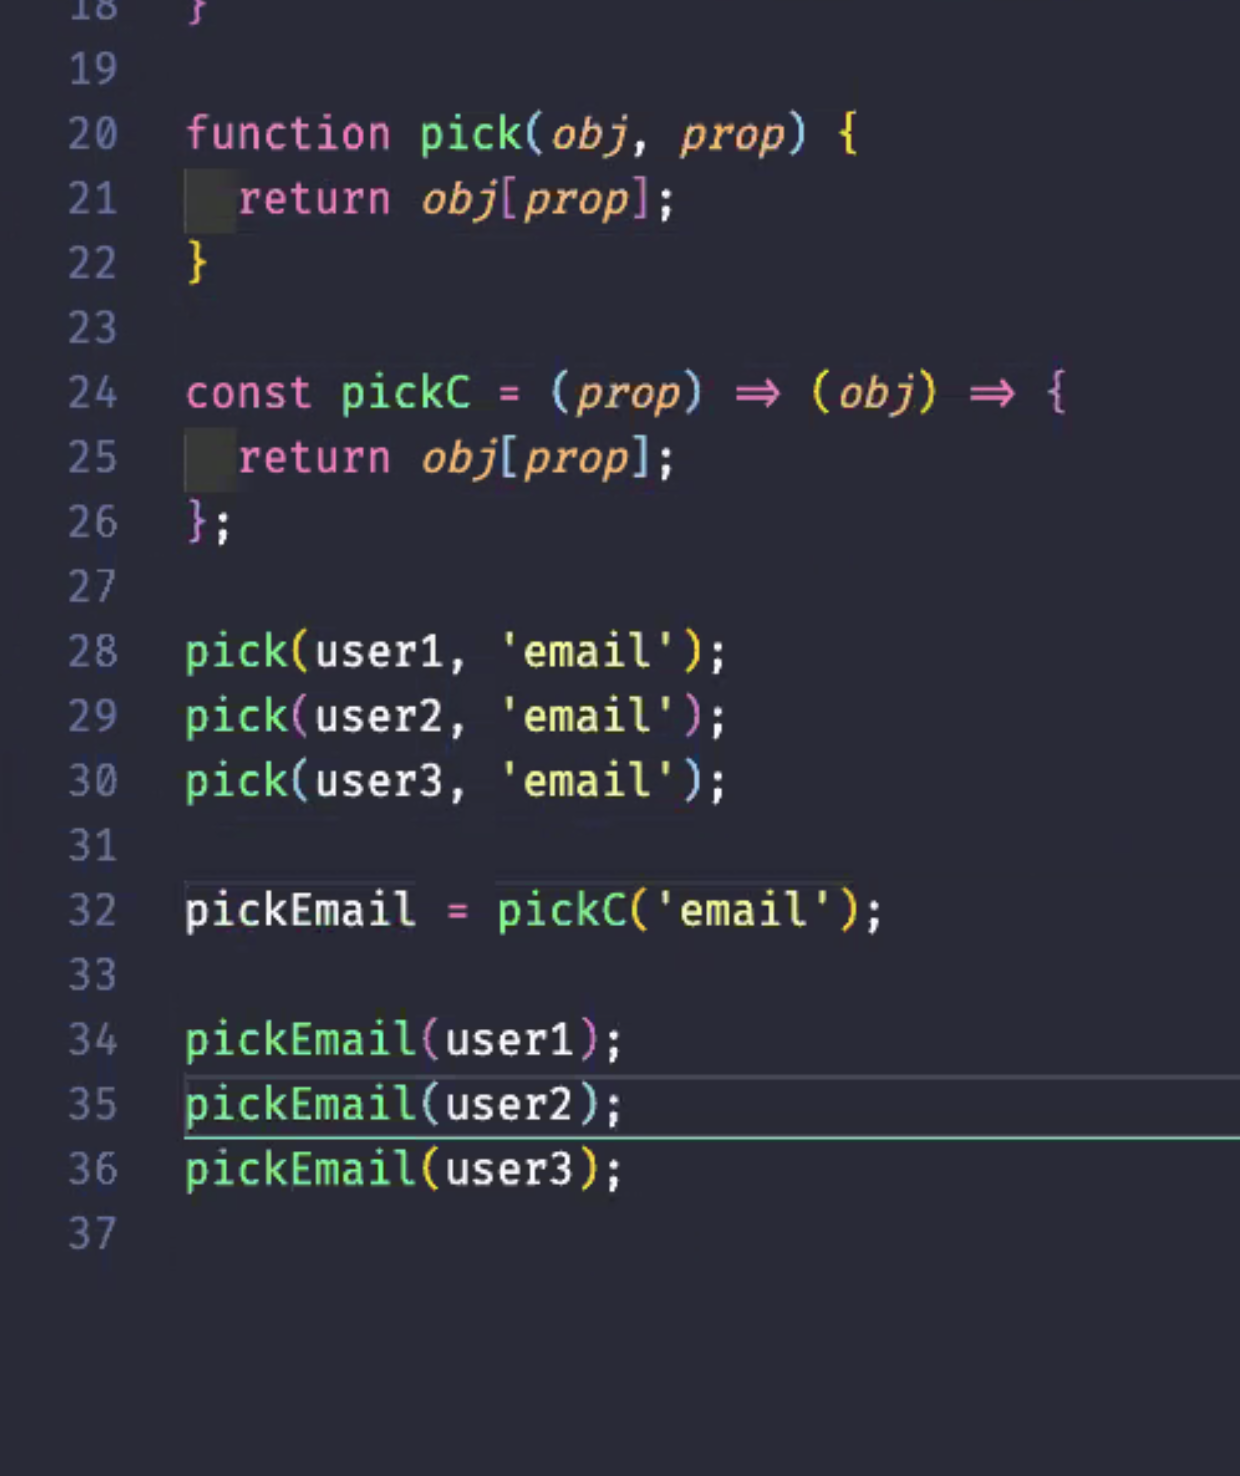 18 }
19
20 function pick(obj, prop) {
21 return obj[prop];
22 }
23
24 const pickC = (prop) => (obj) => {
25 return obj[prop];
26 };
27
28 pick(user1, 'email');
29 pick(user2, 'email');
30 pick(user3, 'email');
31
32 pickEmail = pickC('email');
33
34 pickEmail(user1);
35 pickEmail(user2);
36 pickEmail(user3);
37